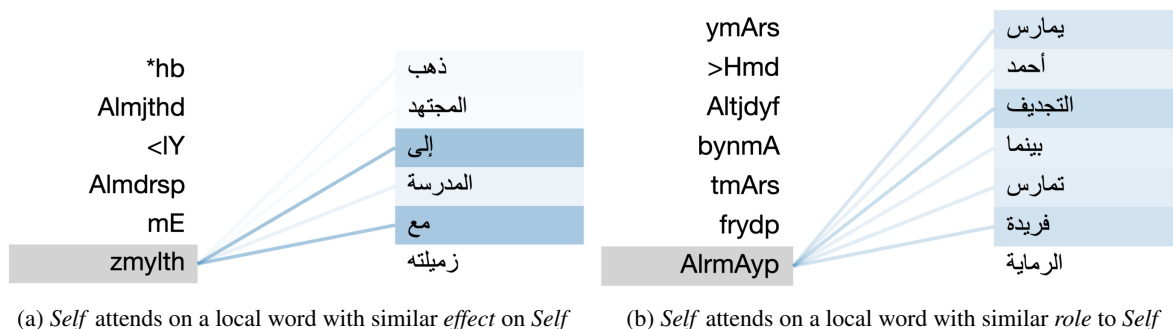 *hb ذهب
Almjthd المجتهد
<lY إلى
Almdrsp المدرسة
mE مع
zmylth زميلته
(a) Self attends on a local word with similar effect on Self
ymArs يمارس
>Hmd أحمد
Altjdyf التجديف
bynmA بينما
tmArs تمارس
frydp فريدة
AlrmAyp الرماية
(b) Self attends on a local word with similar role to Self